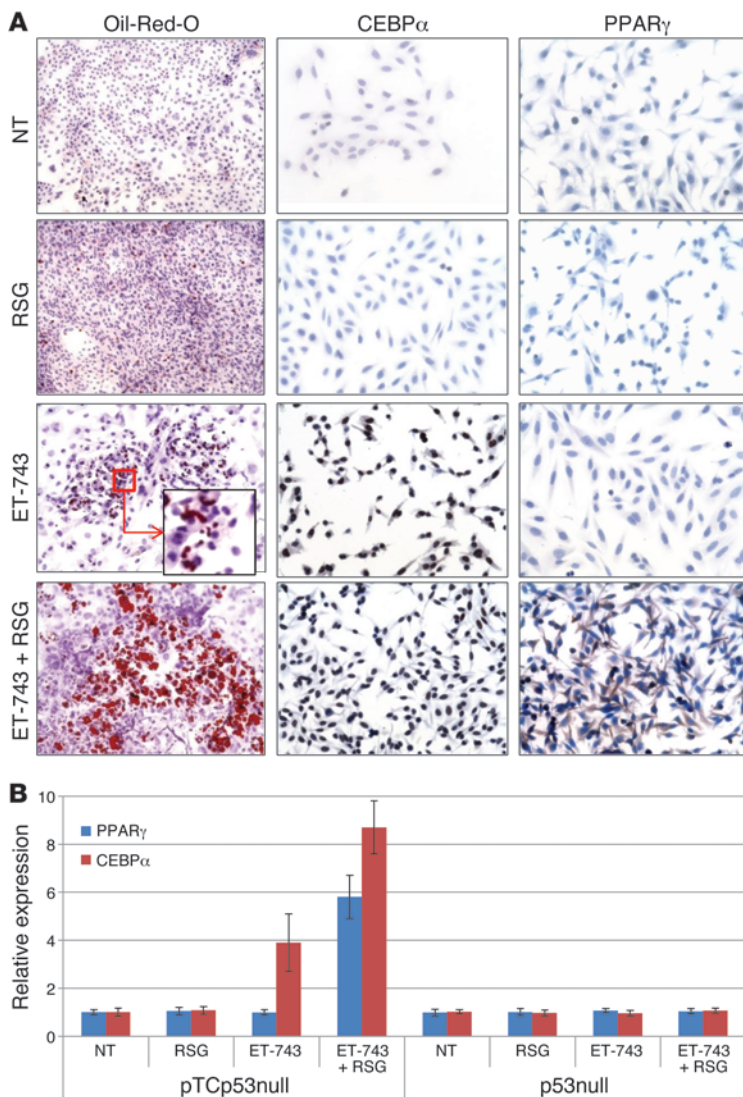 A
Oil-Red-O CEBPα PPARγ
NT
RSG
ET-743
ET-743 + RSG
B
10
8
6
4
2
0
Relative expression
PPARγ
CEBPα
NT RSG ET-743 ET-743 + RSG NT RSG ET-743 ET-743 + RSG
pTCp53null p53null